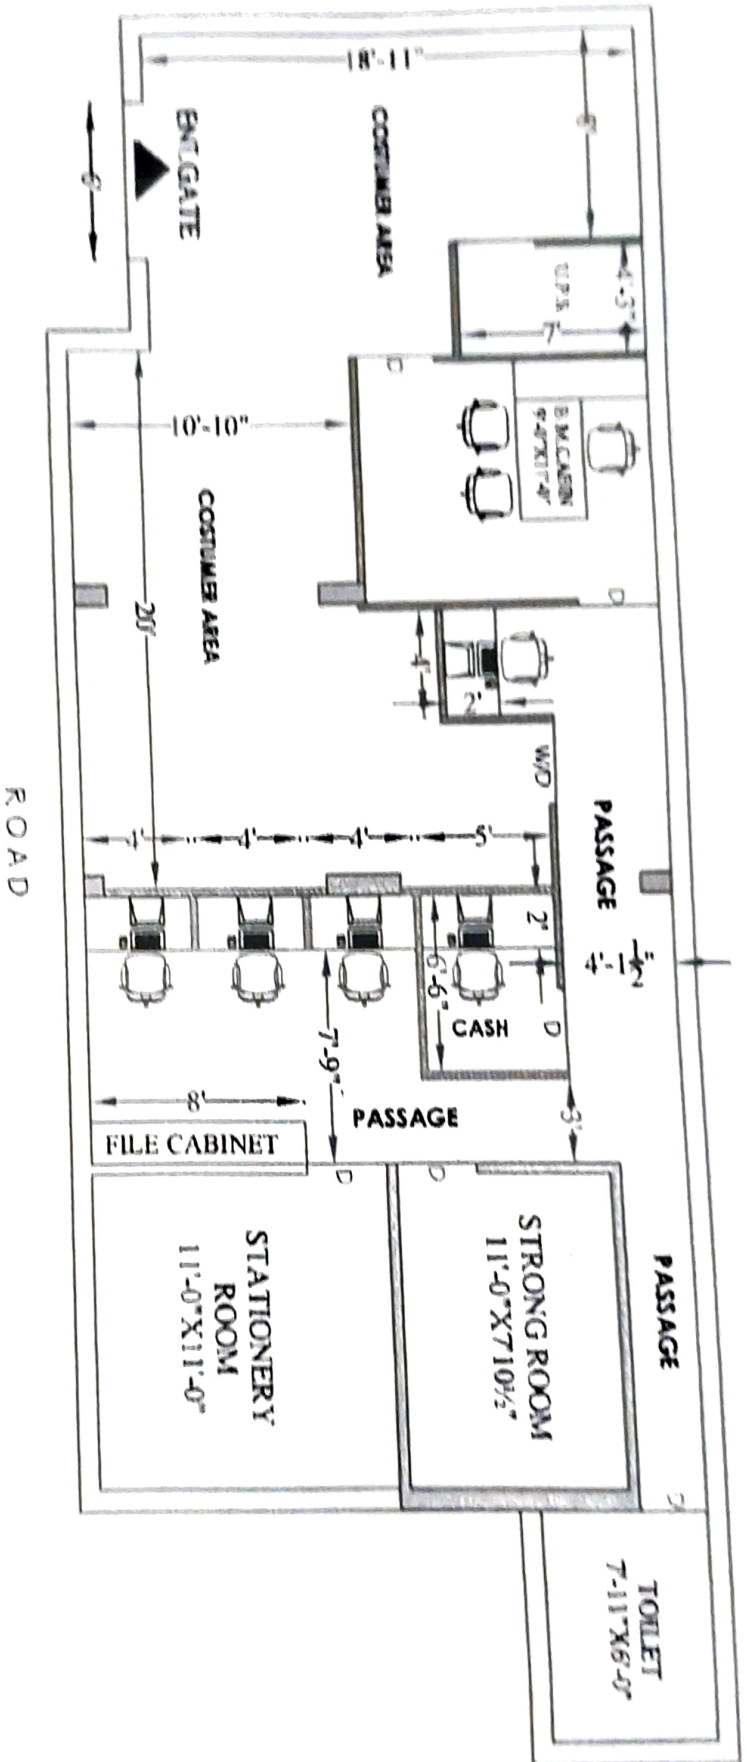 18'-11"
6'
ENT.GATE
COSTUMER AREA
8'
4'-3"
U.P.S.
7'
D
B.M.CABIN
10'-10"
COSTUMER AREA
20'
D
4'
2'
W/D
PASSAGE
4'-1½"
4'
4'
4'
5'
2'
6'-6"
CASH
D
7'-9"
3'
8'
PASSAGE
FILE CABINET
D
D
STRONG ROOM
11'-0"X7'10½"
STATIONERY
ROOM
11'-0"X11'-0"
PASSAGE
D
TOILET
7'-11"X6'-0"
ROAD